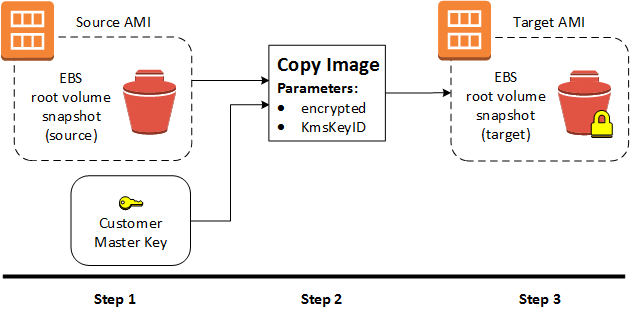 Source AMI
EBS
root volume
snapshot
(source)
Customer
Master Key
Copy Image
Parameters:
• encrypted
• KmsKeyID
Target AMI
EBS
root volume
snapshot
(target)
Step 1
Step 2
Step 3